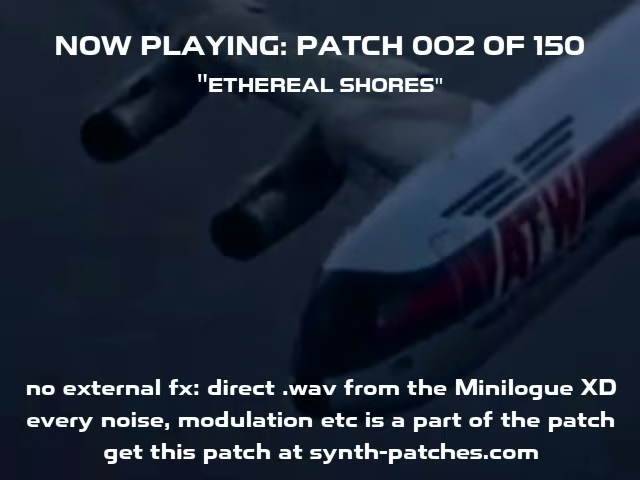 NOW PLAYING: PATCH 002 OF 150
"ETHEREAL SHORES"
ATW
no external fx: direct .wav from the Minilogue XD
every noise, modulation etc is a part of the patch
get this patch at synth-patches.com